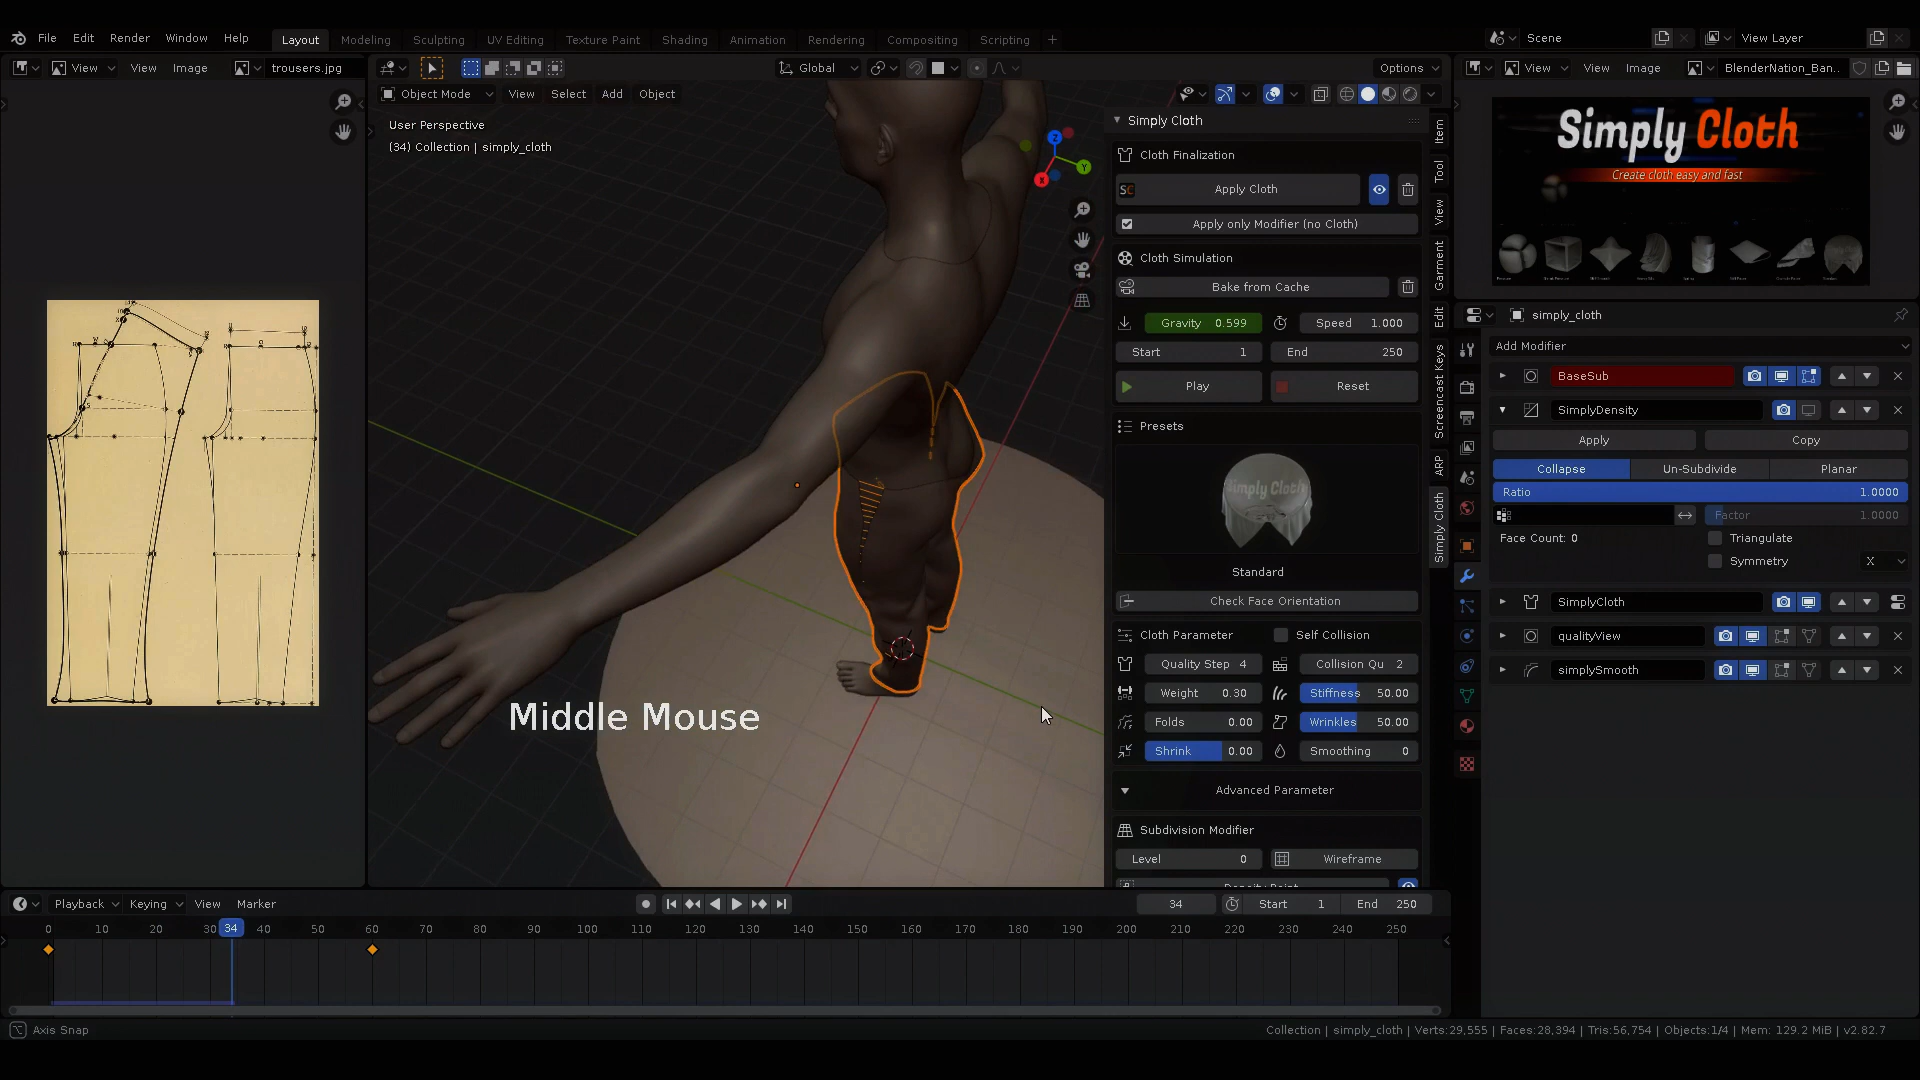 File Edit Render Window Help Layout Modeling Sculpting UV Editing Texture Paint Shading Animation Rendering Compositing Scripting + Scene View Layer
View View Image trousers.jpg Global Options View View Image BlenderNation_Ban..
Object Mode View Select Add Object
User Perspective
(34) Collection | simply_cloth
Simply Cloth
Cloth Finalization
SC Apply Cloth
Apply only Modifier (no Cloth)
Cloth Simulation
Bake from Cache
Gravity 0.599 Speed 1.000
Start 1 End 250
Play Reset
Presets
Simply Cloth
Standard
Check Face Orientation
Cloth Parameter Self Collision
Quality Step 4 Collision Qu 2
Weight 0.30 Stiffness 50.00
Folds 0.00 Wrinkles 50.00
Shrink 0.00 Smoothing 0
Advanced Parameter
Subdivision Modifier
Level 0 Wireframe
Density Paint
Item
Tool
View
Garment
Edit
Screencast Keys
ARP
Simply Cloth
Simply Cloth
Create cloth easy and fast
simply_cloth
Add Modifier
BaseSub
SimplyDensity
Apply Copy
Collapse Un-Subdivide Planar
Ratio 1.0000
Factor 1.0000
Face Count: 0 Triangulate
Symmetry X
SimplyCloth
qualityView
simplySmooth
X
Y
Z
Middle Mouse
Playback Keying View Marker 34 Start 1 End 250
0 10 20 30 34 40 50 60 70 80 90 100 110 120 130 140 150 160 170 180 190 200 210 220 230 240 250
Axis Snap Collection | simply_cloth | Verts:29,555 | Faces:28,394 | Tris:56,754 | Objects:1/4 | Mem: 129.2 MiB | v2.82.7